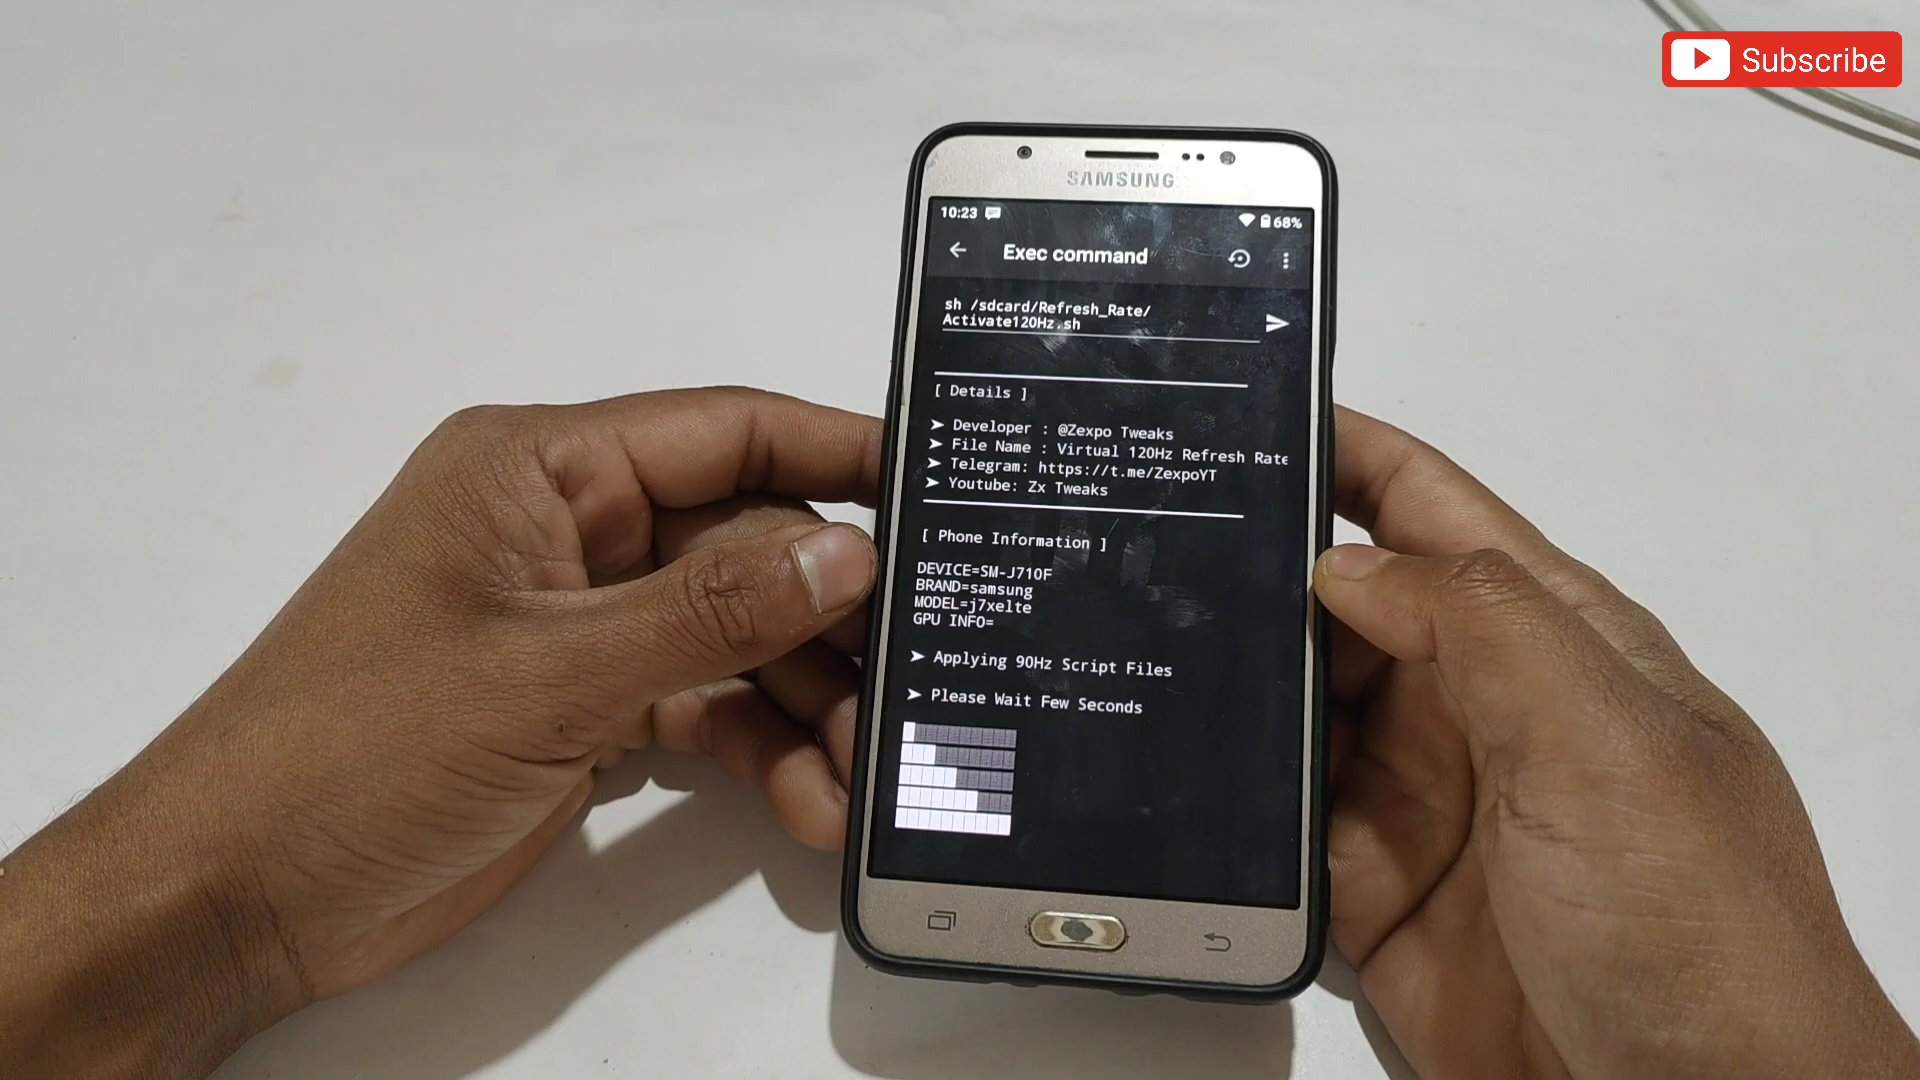 Subscribe
SAMSUNG
10:23
68%
Exec command
sh /sdcard/Refresh_Rate/
Activate120Hz.sh
[ Details ]
➤ Developer : @Zexpo Tweaks
➤ File Name : Virtual 120Hz Refresh Rate
➤ Telegram: https://t.me/ZexpoYT
➤ Youtube: Zx Tweaks
[ Phone Information ]
DEVICE=SM-J710F
BRAND=samsung
MODEL=j7xelte
GPU INFO=
➤ Applying 90Hz Script Files
➤ Please Wait Few Seconds